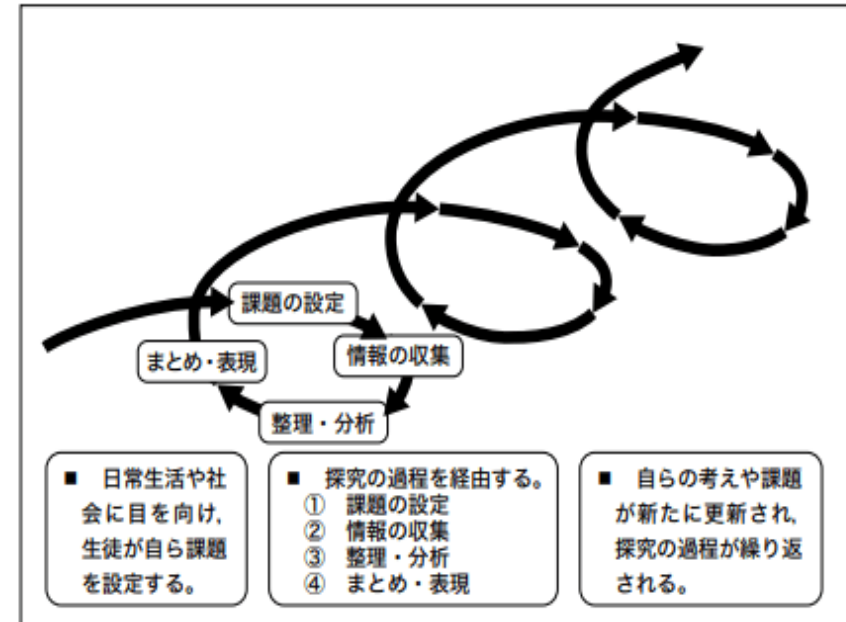 課題の設定
まとめ・表現
情報の収集
整理・分析
■ 日常生活や社
会に目を向け,
生徒が自ら課題
を設定する。
■ 探究の過程を経由する。
① 課題の設定
② 情報の収集
③ 整理・分析
④ まとめ・表現
■ 自らの考えや課題
が新たに更新され,
探究の過程が繰り返
される。